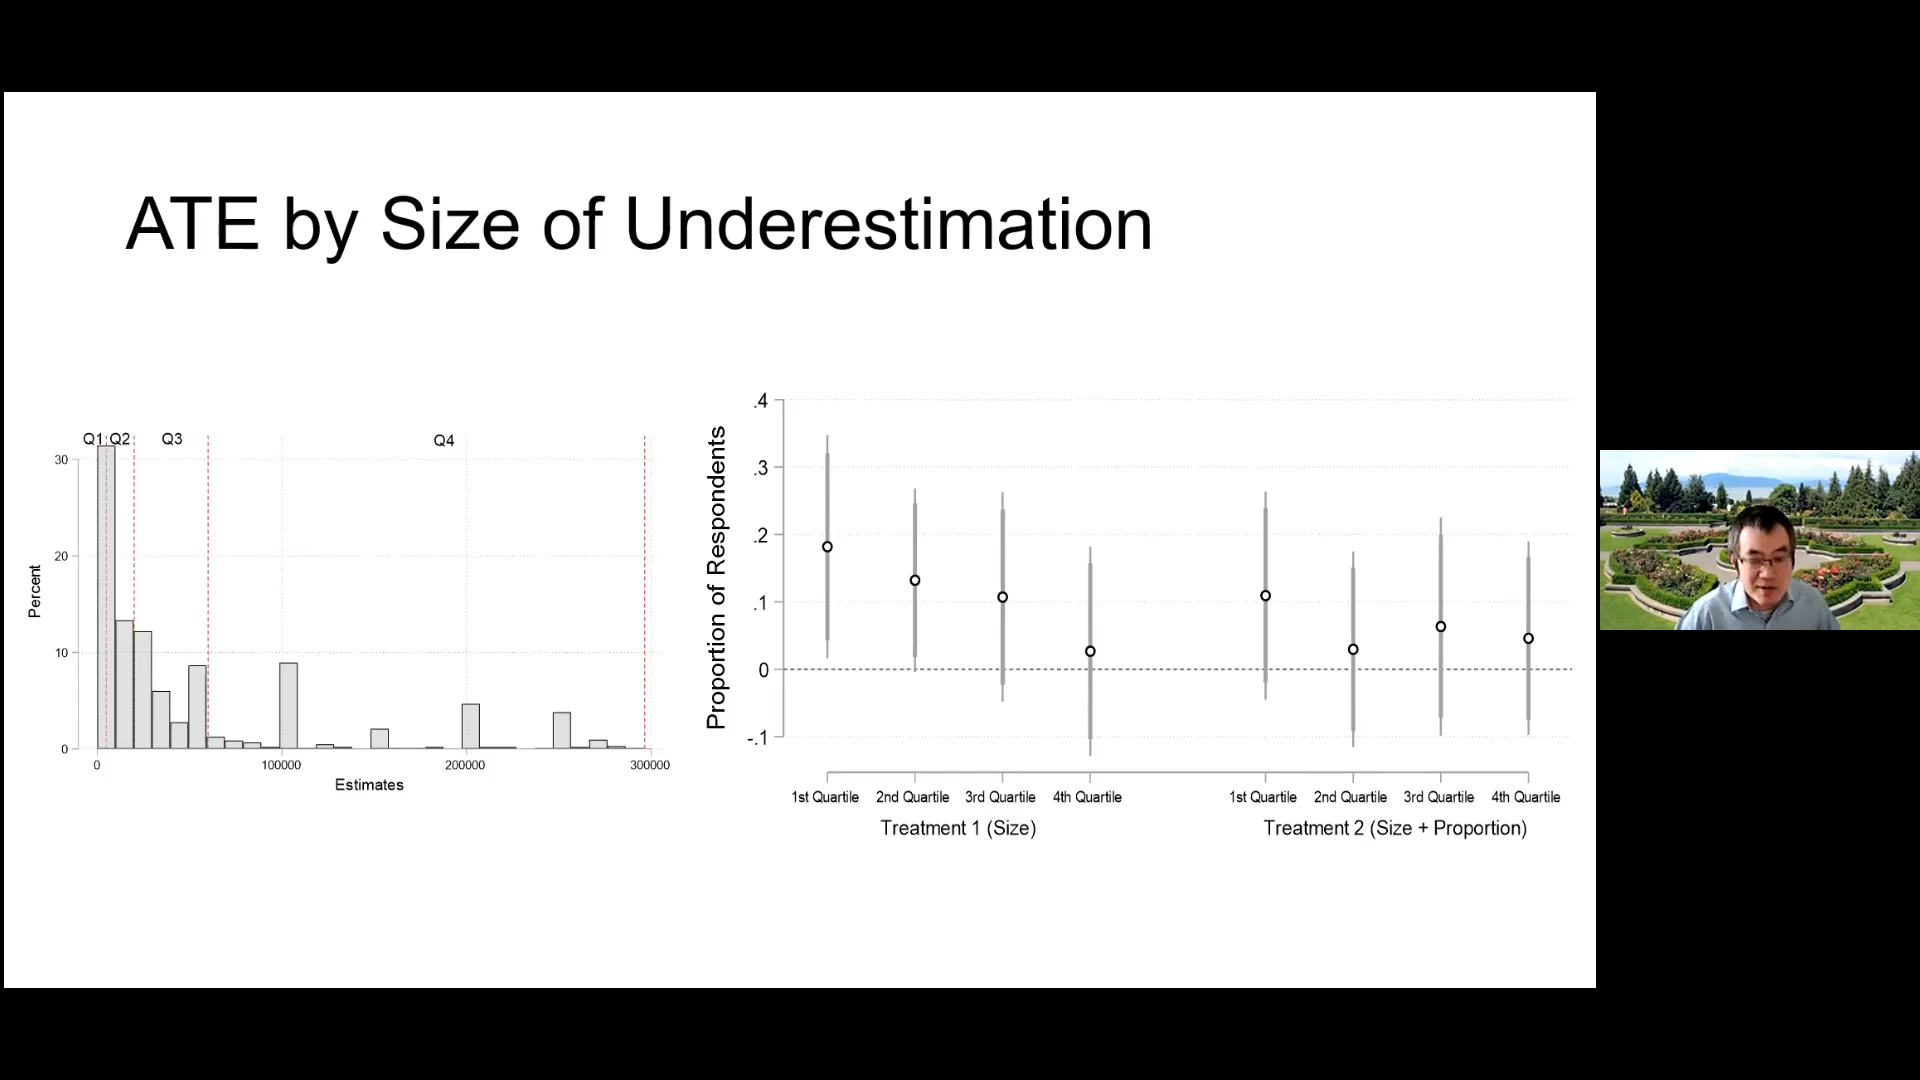 ATE by Size of Underestimation
Q1 Q2 Q3 Q4
30
20
10
0
Percent
0 100000 200000 300000
Estimates
.4
.3
.2
.1
0
-.1
Proportion of Respondents
1st Quartile 2nd Quartile 3rd Quartile 4th Quartile 1st Quartile 2nd Quartile 3rd Quartile 4th Quartile
Treatment 1 (Size) Treatment 2 (Size + Proportion)